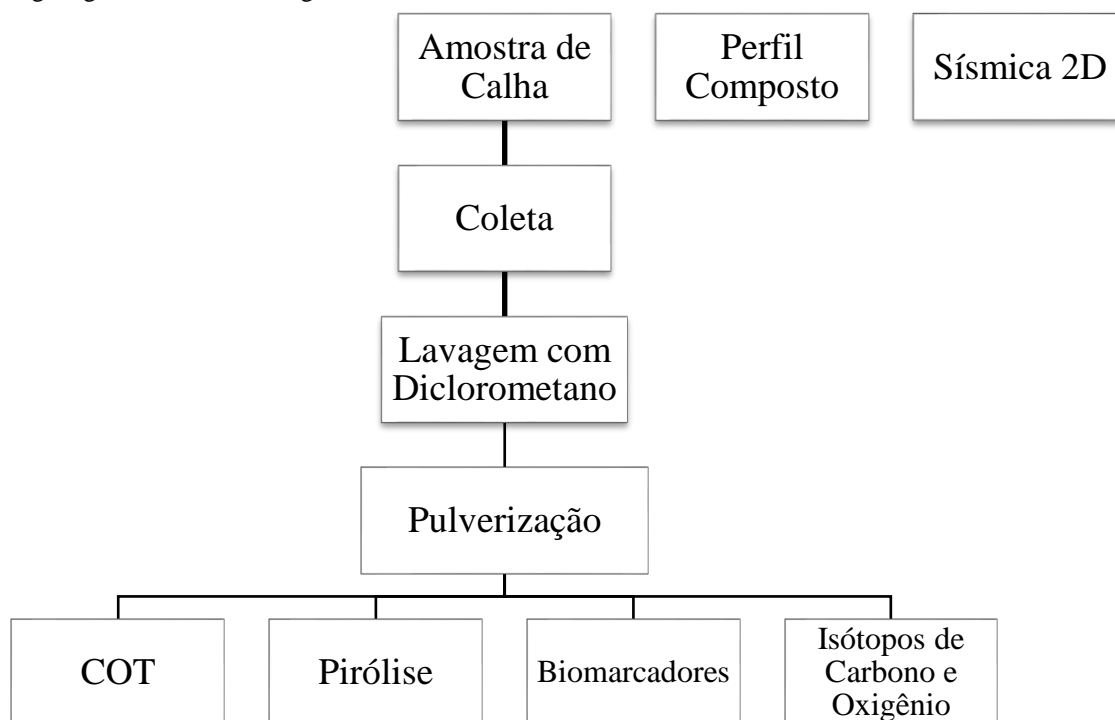 Amostra de
Calha
Perfil
Composto
Sísmica 2D
Coleta
Lavagem com
Diclorometano
Pulverização
COT
Pirólise
Biomarcadores
Isótopos de
Carbono e
Oxigênio